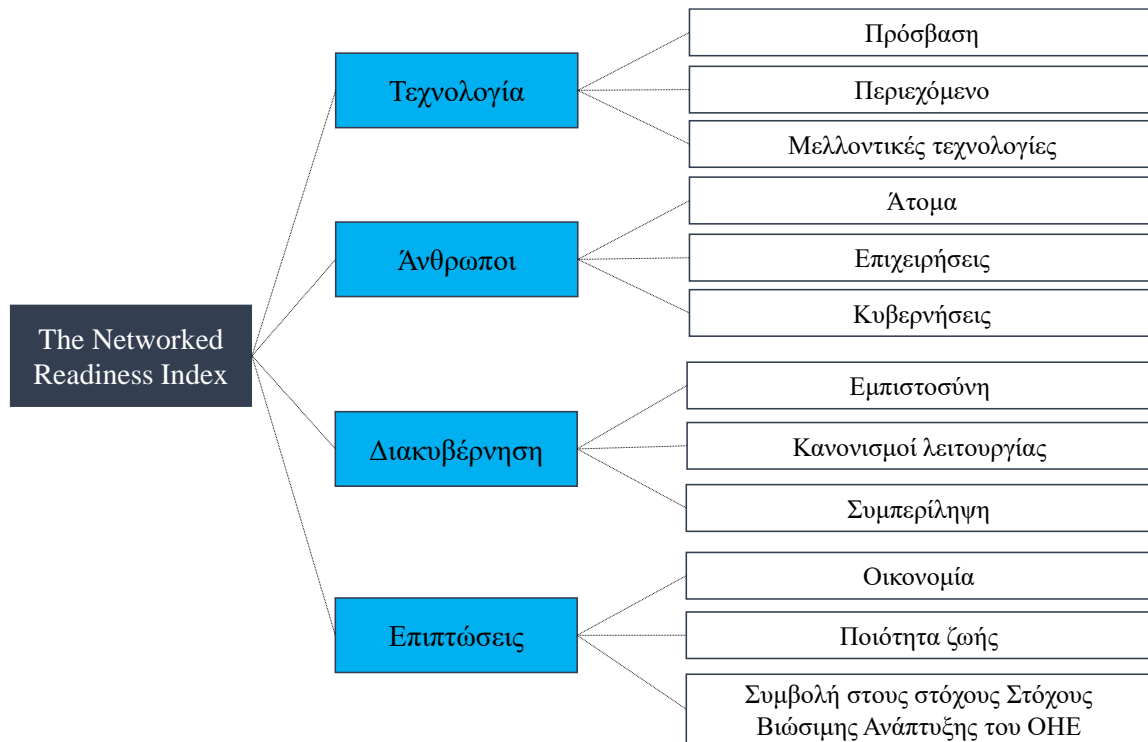 The Networked
Readiness Index
Τεχνολογία
Πρόσβαση
Περιεχόμενο
Μελλοντικές τεχνολογίες
Άνθρωποι
Άτομα
Επιχειρήσεις
Κυβερνήσεις
Διακυβέρνηση
Εμπιστοσύνη
Κανονισμοί λειτουργίας
Συμπερίληψη
Επιπτώσεις
Οικονομία
Ποιότητα ζωής
Συμβολή στους στόχους Στόχους
Βιώσιμης Ανάπτυξης του ΟΗΕ